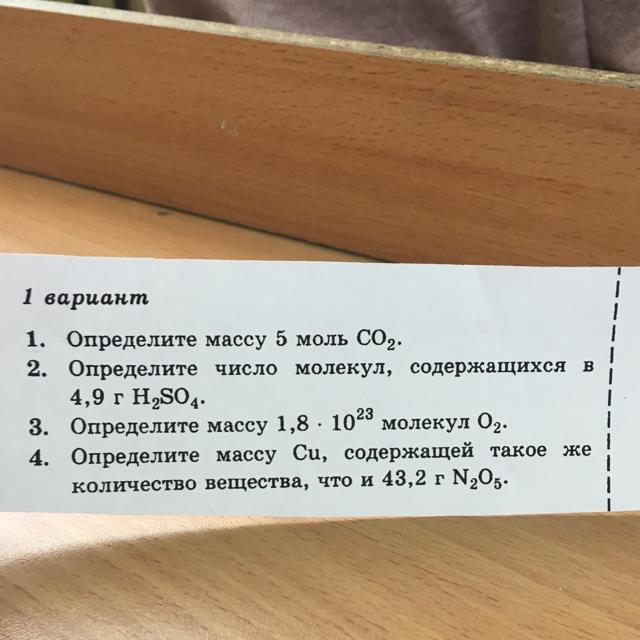 1 вариант
1. Определите массу 5 моль CO₂.
2. Определите число молекул, содержащихся в
4,9 г H₂SO₄.
3. Определите массу 1,8 · 10²³ молекул O₂.
4. Определите массу Cu, содержащей такое же
количество вещества, что и 43,2 г N₂O₅.